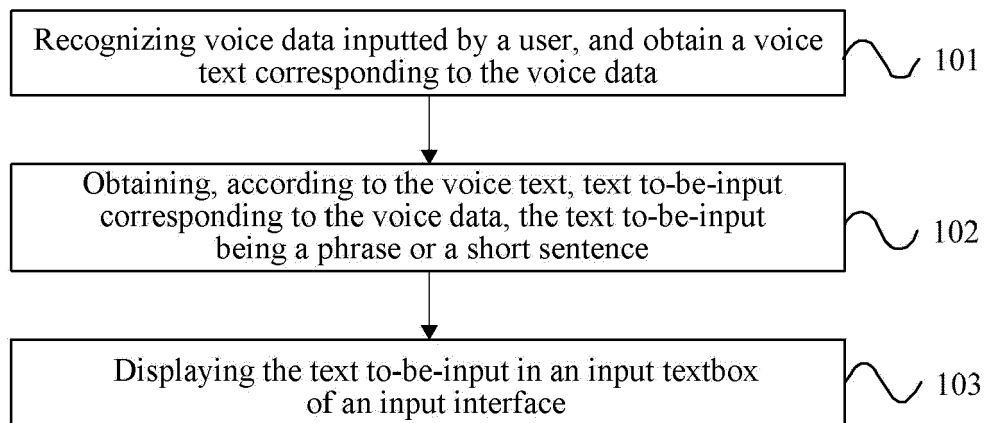 Recognizing voice data inputted by a user, and obtain a voice
text corresponding to the voice data
101
Obtaining, according to the voice text, text to-be-input
corresponding to the voice data, the text to-be-input
being a phrase or a short sentence
102
Displaying the text to-be-input in an input textbox
of an input interface
103